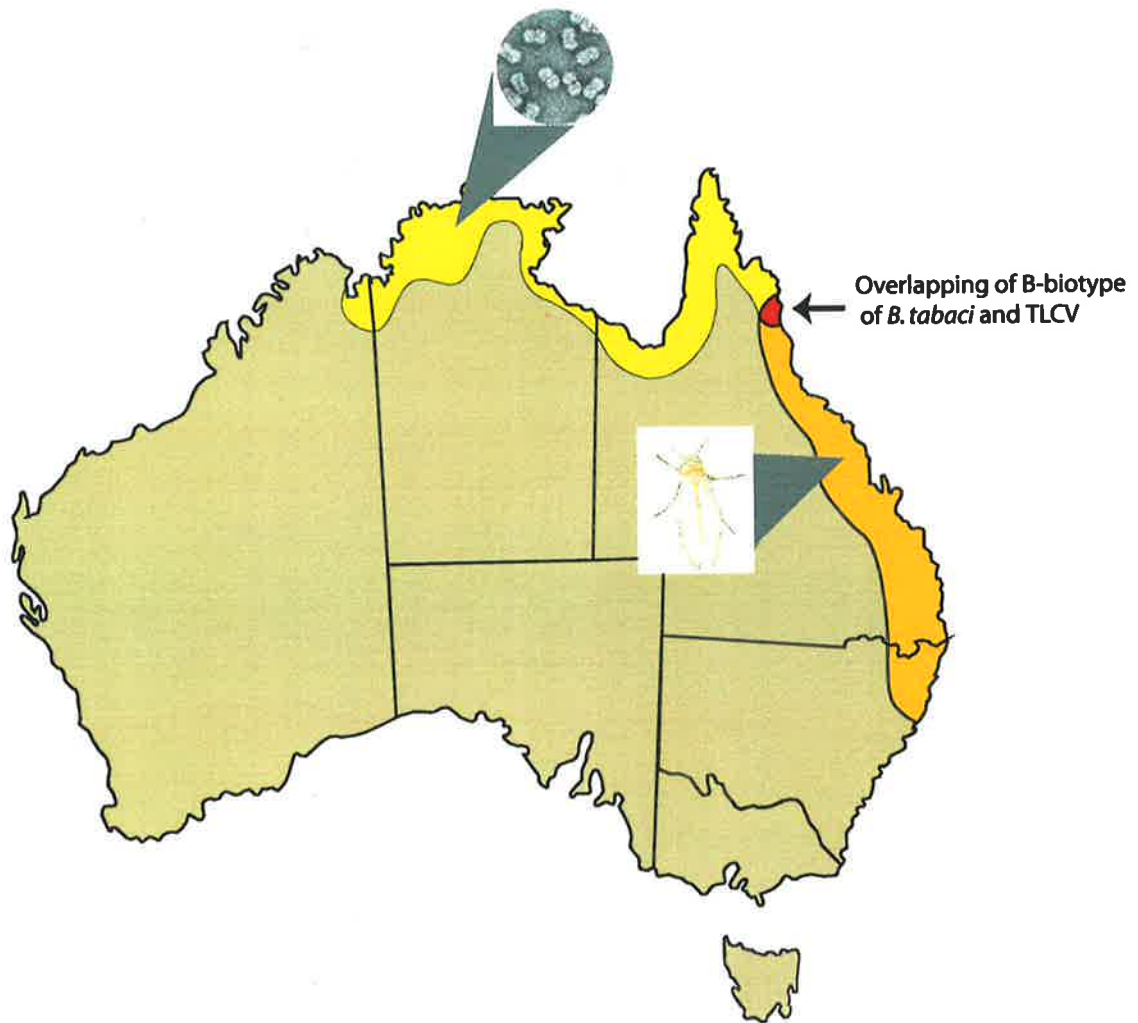 Overlapping of B-biotype
of B. tabaci and TLCV